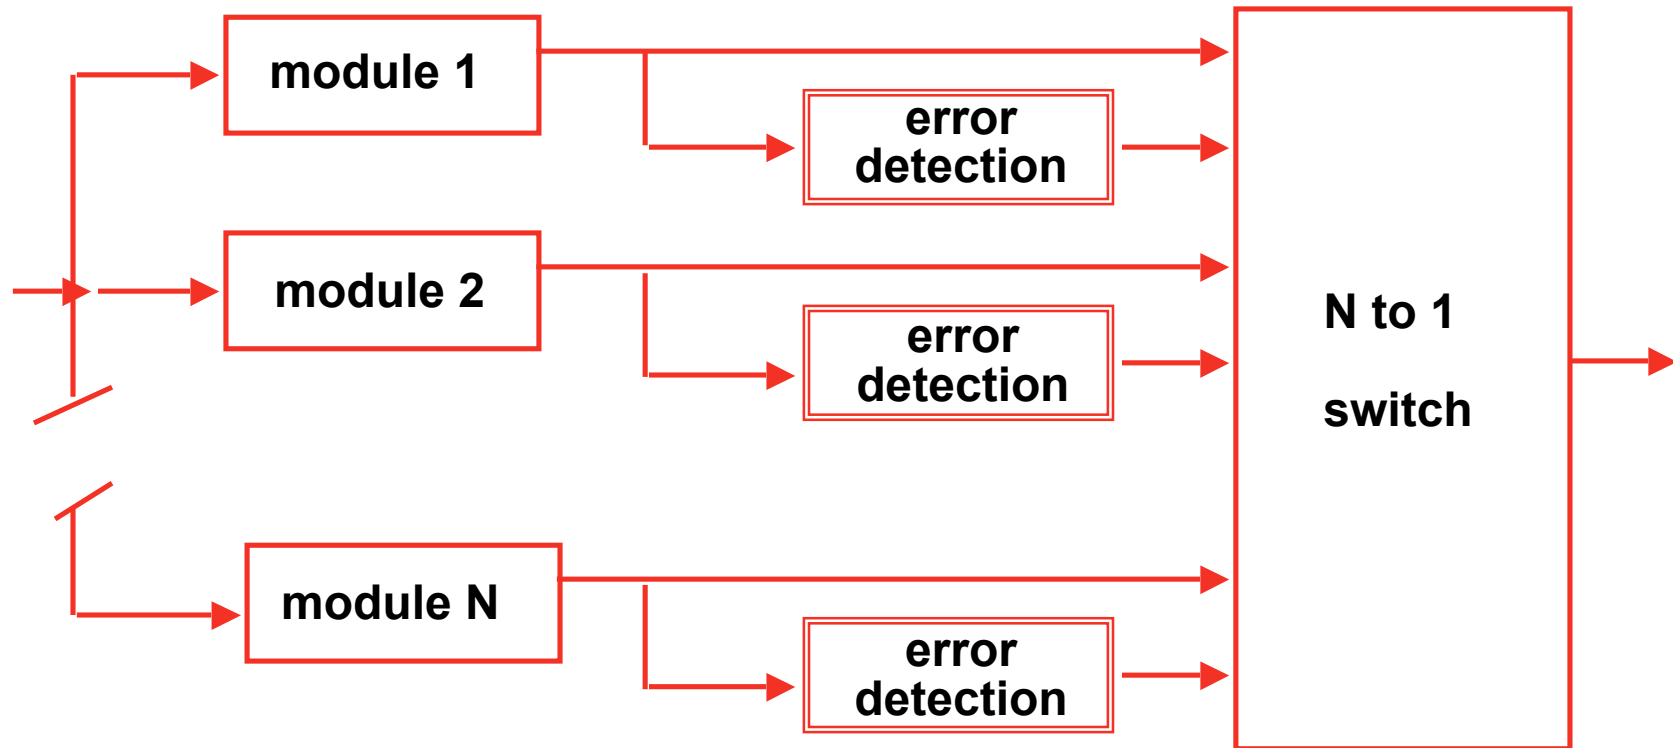 module 1
error
detection
module 2
error
detection
N to 1
switch
module N
error
detection